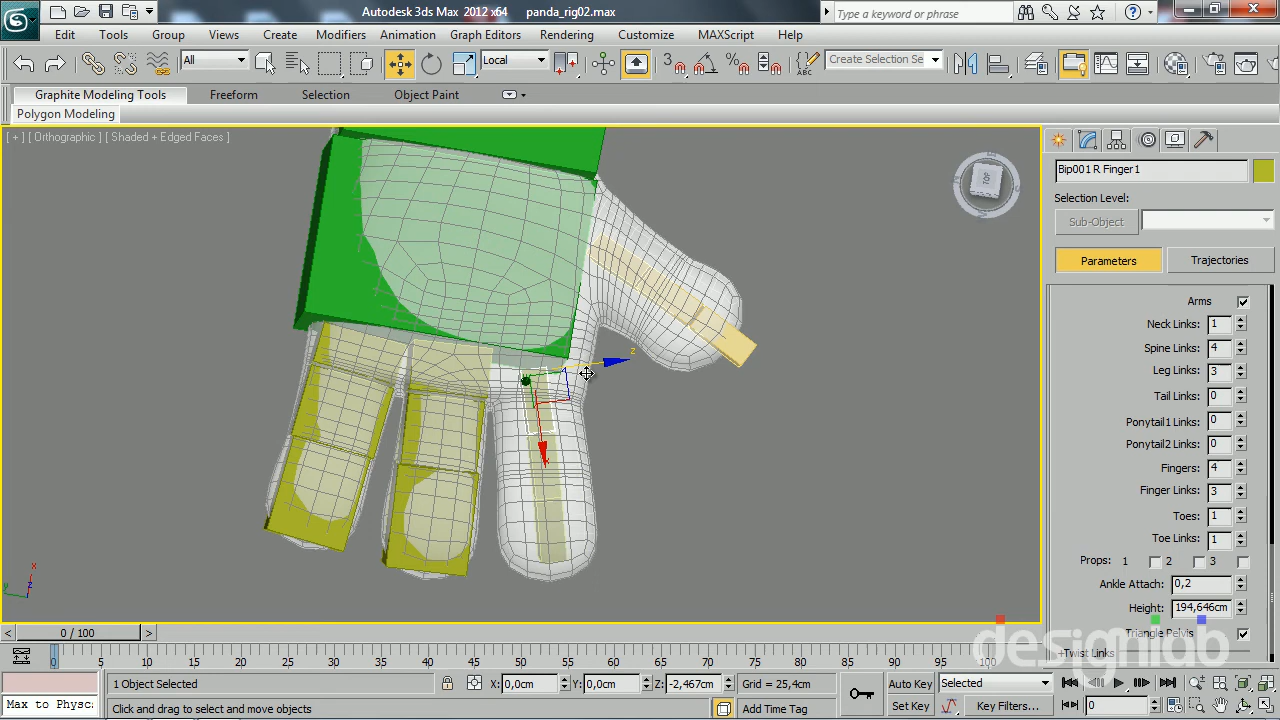 Autodesk 3ds Max 2012 x64 panda_rig02.max
Type a keyword or phrase
Edit Tools Group Views Create Modifiers Animation Graph Editors Rendering Customize MAXScript Help
All Local 3 % ABC Create Selection Se
Graphite Modeling Tools Freeform Selection Object Paint
Polygon Modeling
[ + ] [ Orthographic ] [ Shaded + Edged Faces ]
TOP
z
x
y z
Bip001 R Finger1
Selection Level:
Sub-Object
Parameters Trajectories
Arms
Neck Links: 1
Spine Links: 4
Leg Links: 3
Tail Links: 0
Ponytail1 Links: 0
Ponytail2 Links: 0
Fingers: 4
Finger Links: 3
Toes: 1
Toe Links: 1
Props: 1 2 3
Ankle Attach: 0,2
Height: 194,646cm
Triangle Pelvis
+Twist Links
designlab
< 0 / 100 >
0 5 10 15 20 25 30 35 40 45 50 55 60 65 70 75 80 85 90 95 100
1 Object Selected X: 0,0cm Y: 0,0cm Z: -2,467cm Grid = 25,4cm Auto Key Selected
Max to Physc Click and drag to select and move objects Add Time Tag Set Key Key Filters... 0